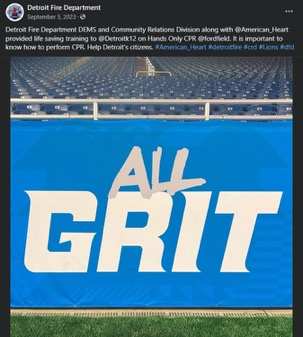 Detroit Fire Department
September 5, 2023
Detroit Fire Department DEMS and Community Relations Division along with @American_Heart
provided life saving training to @Detroitk12 on Hands Only CPR @fordfield. It is important to
know how to perform CPR. Help Detroit's citizens. #American_Heart #detroitfire #crd #Lions #dfd
ALL
GRIT